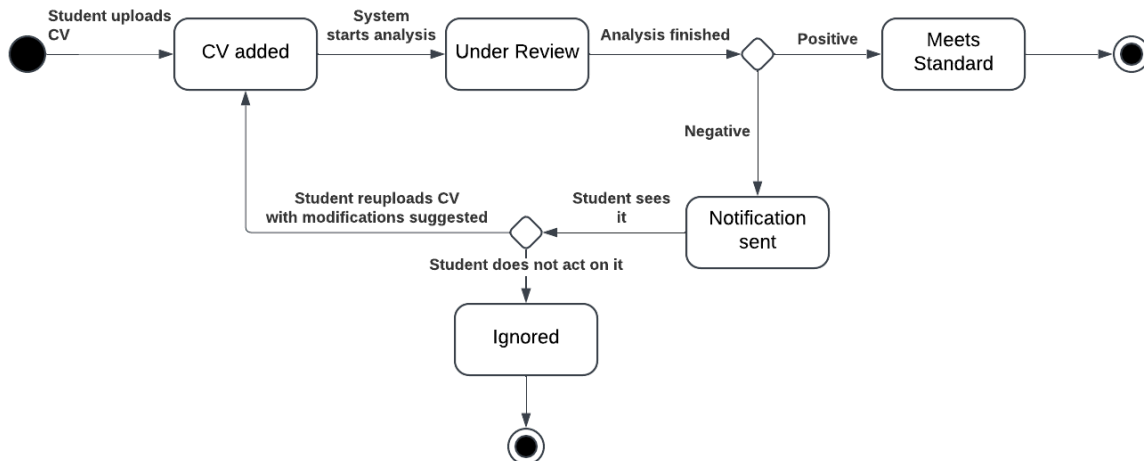 Student uploads
CV
CV added
System
starts analysis
Under Review
Analysis finished
Positive
Meets
Standard
Negative
Student reuploads CV
with modifications suggested
Student sees
it
Notification
sent
Student does not act on it
Ignored